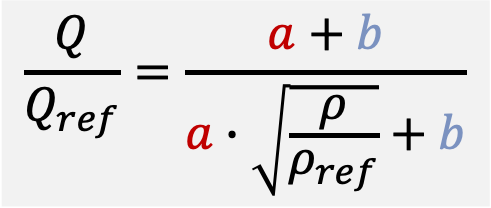 Q / Q_ref = (a + b) / (a · √(ρ / ρ_ref) + b)